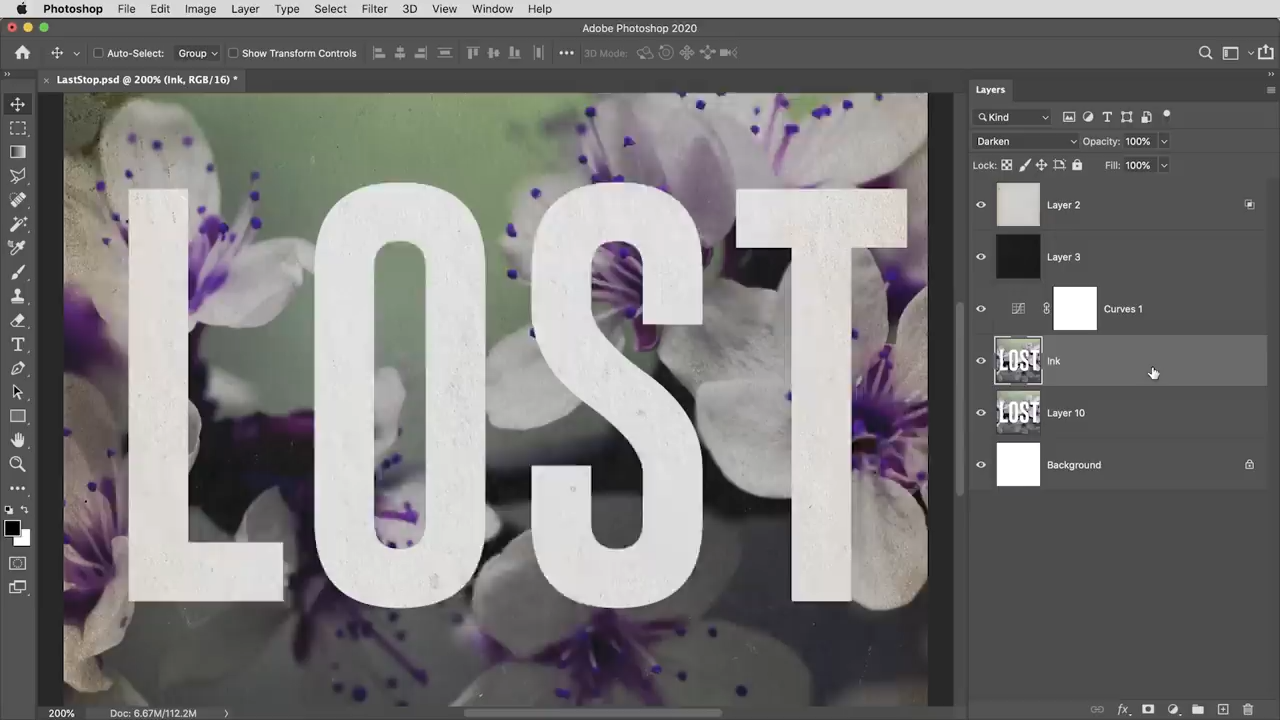 Photoshop File Edit Image Layer Type Select Filter 3D View Window Help
Adobe Photoshop 2020
Auto-Select: Group Show Transform Controls 3D Mode:
LastStop.psd @ 200% (Ink, RGB/16) *
Layers
Kind
Darken Opacity: 100%
Lock: Fill: 100%
Layer 2
Layer 3
Curves 1
LOST Ink
LOST Layer 10
Background
LOST
200% Doc: 6.67M/112.2M